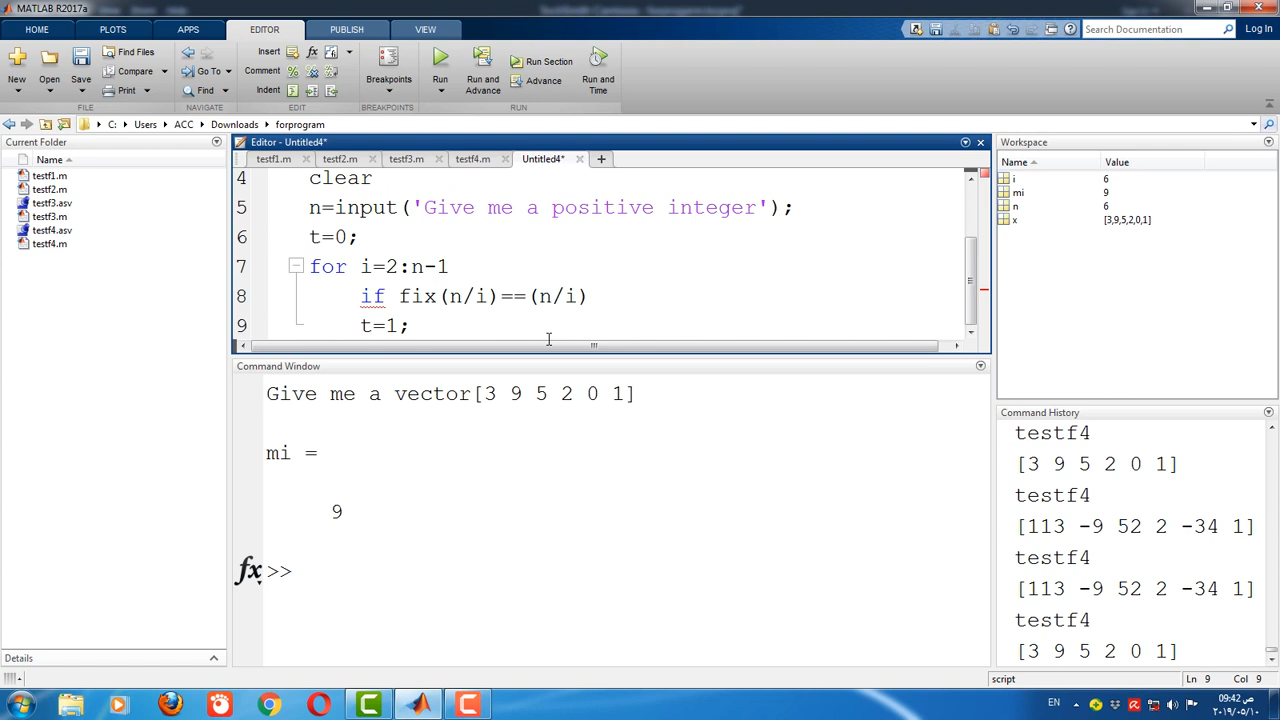 MATLAB R2017a
HOME PLOTS APPS EDITOR PUBLISH VIEW Search Documentation Log In
New Open Save Find Files Compare Print Go To Find Insert Comment Indent Breakpoints Run Run and Advance Run Section Advance Run and Time
FILE NAVIGATE EDIT BREAKPOINTS RUN
C: Users ACC Downloads forprogram
Current Folder
Name
testf1.m
testf2.m
testf3.asv
testf3.m
testf4.asv
testf4.m
Details
Editor - Untitled4*
testf1.m testf2.m testf3.m testf4.m Untitled4*
4 clear
5 n=input('Give me a positive integer');
6 t=0;
7 for i=2:n-1
8 if fix(n/i)==(n/i)
9 t=1;
Command Window
Give me a vector[3 9 5 2 0 1]
mi =
9
fx >>
Workspace
Name Value
i 6
mi 9
n 6
x [3,9,5,2,0,1]
Command History
testf4
[3 9 5 2 0 1]
testf4
[113 -9 52 2 -34 1]
testf4
[113 -9 52 2 -34 1]
testf4
[3 9 5 2 0 1]
script Ln 9 Col 9
EN
09:42 ص
٢٠١٩/٠٥/١٠